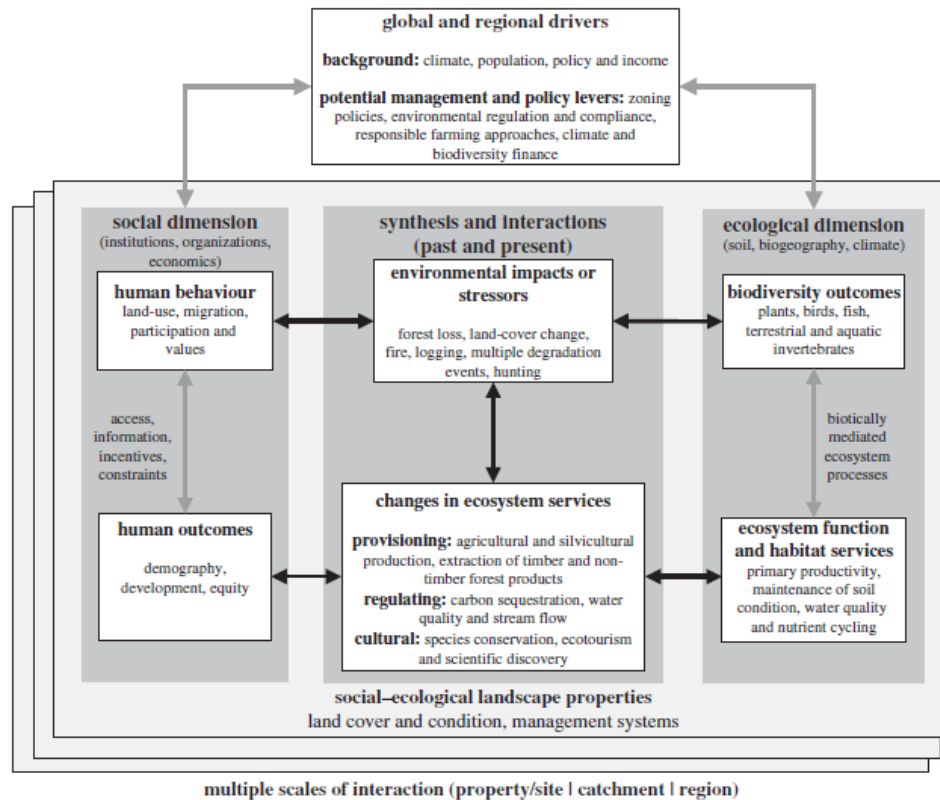 global and regional drivers
background: climate, population, policy and income
potential management and policy levers: zoning
policies, environmental regulation and compliance,
responsible farming approaches, climate and
biodiversity finance
social dimension
(institutions, organizations,
economics)
human behaviour
land-use, migration,
participation and
values
access,
information,
incentives,
constraints
human outcomes
demography,
development, equity
synthesis and interactions
(past and present)
environmental impacts or
stressors
forest loss, land-cover change,
fire, logging, multiple degradation
events, hunting
changes in ecosystem services
provisioning: agricultural and silvicultural
production, extraction of timber and non-
timber forest products
regulating: carbon sequestration, water
quality and stream flow
cultural: species conservation, ecotourism
and scientific discovery
ecological dimension
(soil, biogeography, climate)
biodiversity outcomes
plants, birds, fish,
terrestrial and aquatic
invertebrates
biotically
mediated
ecosystem
processes
ecosystem function
and habitat services
primary productivity,
maintenance of soil
condition, water quality
and nutrient cycling
social–ecological landscape properties
land cover and condition, management systems
multiple scales of interaction (property/site | catchment | region)